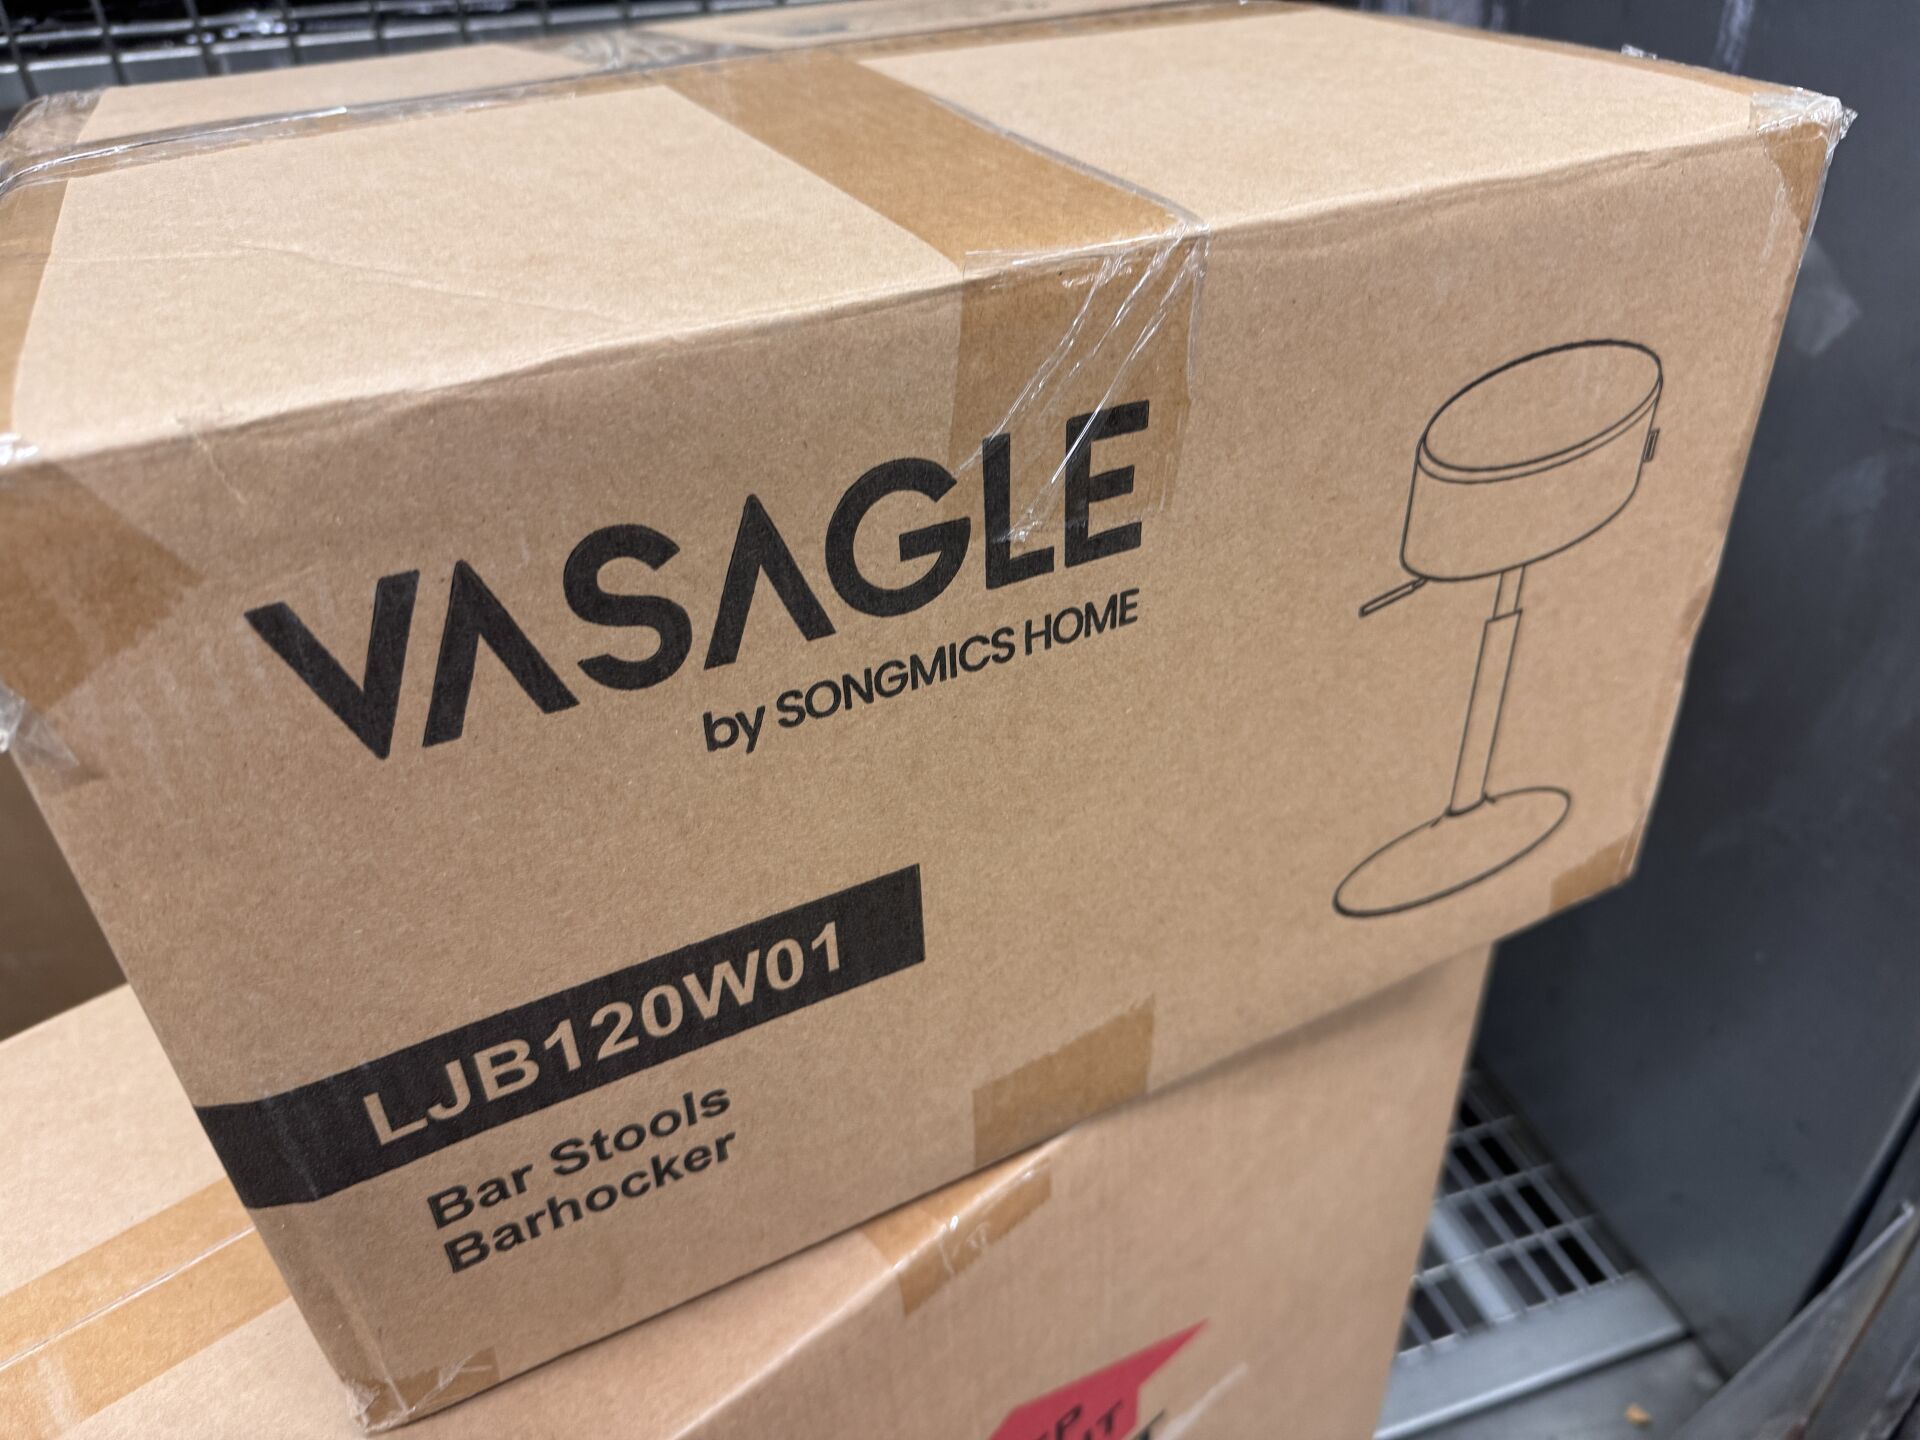 VASAGLE
by SONGMICS HOME
LJB120W01
Bar Stools
Barhocker